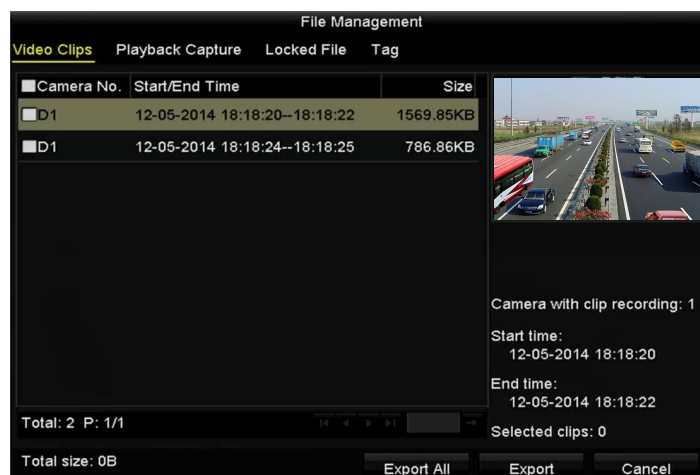 File Management
Video Clips Playback Capture Locked File Tag
Camera No. Start/End Time Size
D1 12-05-2014 18:18:20--18:18:22 1569.85KB
D1 12-05-2014 18:18:24--18:18:25 786.86KB
Camera with clip recording: 1
Start time:
12-05-2014 18:18:20
End time:
12-05-2014 18:18:22
Selected clips: 0
Total: 2 P: 1/1
Total size: 0B
Export All Export Cancel